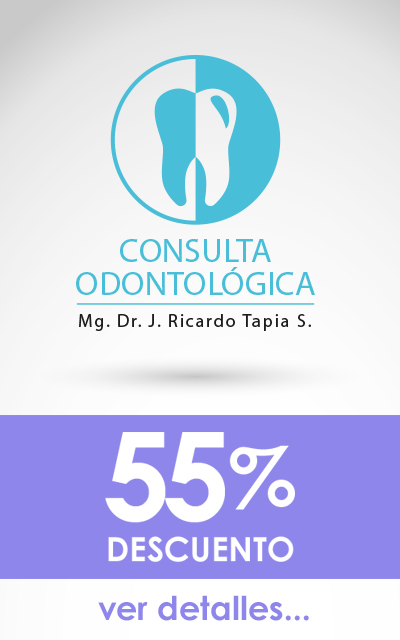 CONSULTA
ODONTOLÓGICA
Mg. Dr. J. Ricardo Tapia S.
55%
DESCUENTO
ver detalles...